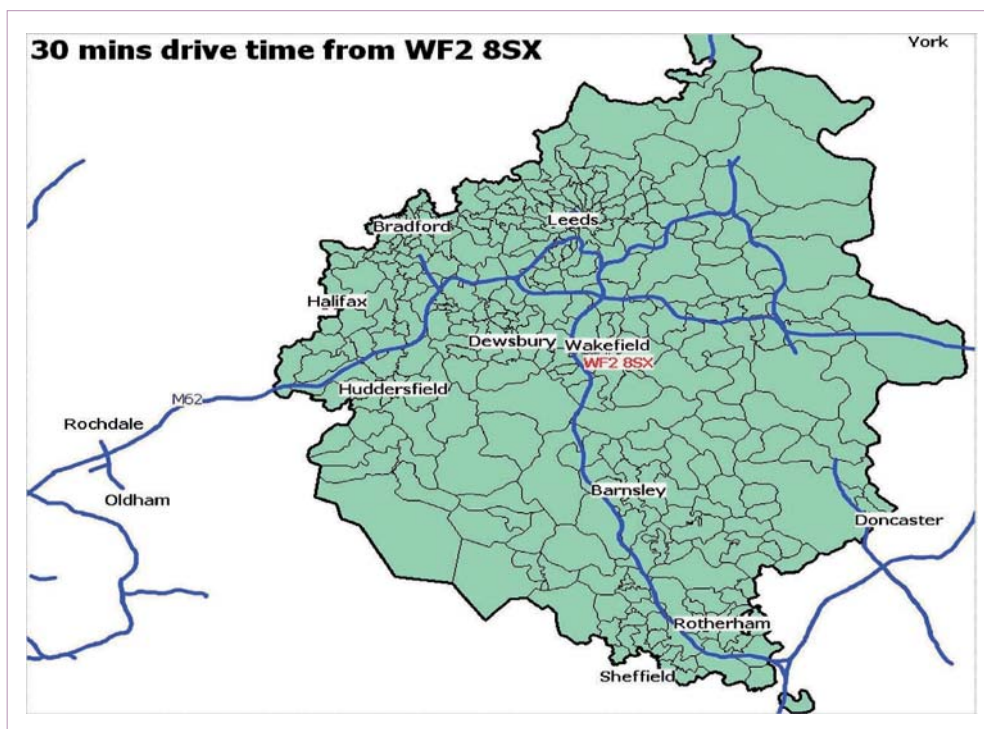 30 mins drive time from WF2 8SX
York
Bradford
Leeds
Halifax
Dewsbury
Wakefield
WF2 8SX
Huddersfield
M62
Rochdale
Oldham
Barnsley
Doncaster
Rotherham
Sheffield